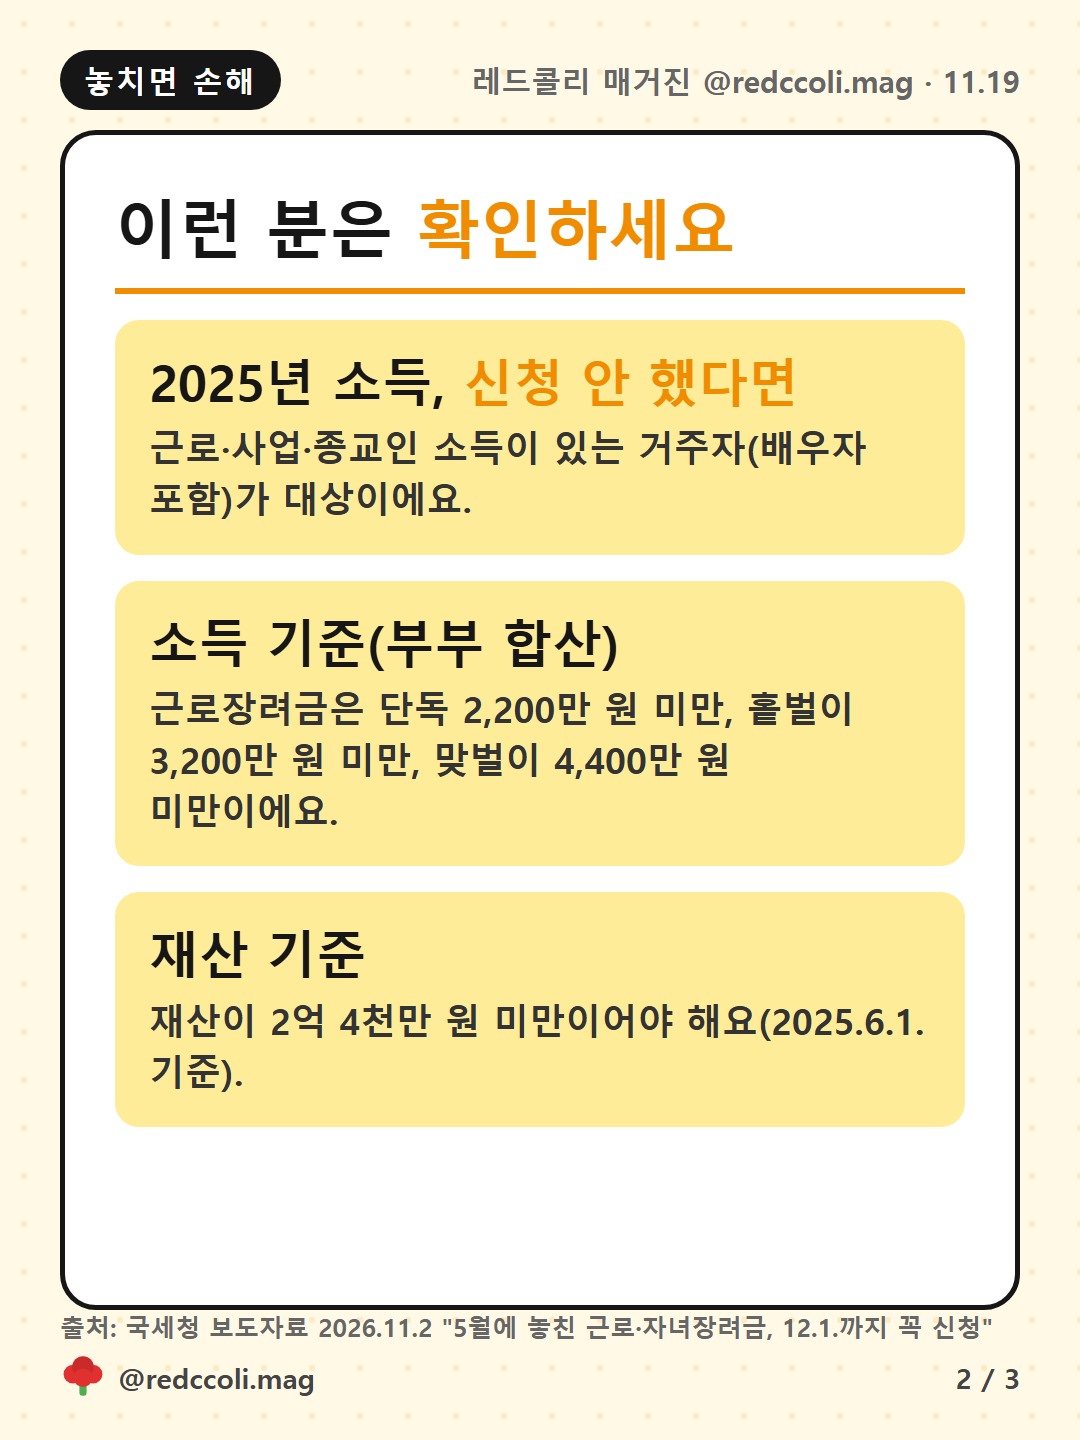 놓치면 손해
레드콜리 매거진 @redccoli.mag · 11.19
이런 분은 확인하세요
2025년 소득, 신청 안 했다면
근로·사업·종교인 소득이 있는 거주자(배우자
포함)가 대상이에요.
소득 기준(부부 합산)
근로장려금은 단독 2,200만 원 미만, 홑벌이
3,200만 원 미만, 맞벌이 4,400만 원
미만이에요.
재산 기준
재산이 2억 4천만 원 미만이어야 해요(2025.6.1.
기준).
출처: 국세청 보도자료 2026.11.2 "5월에 놓친 근로·자녀장려금, 12.1.까지 꼭 신청"
@redccoli.mag
2 / 3